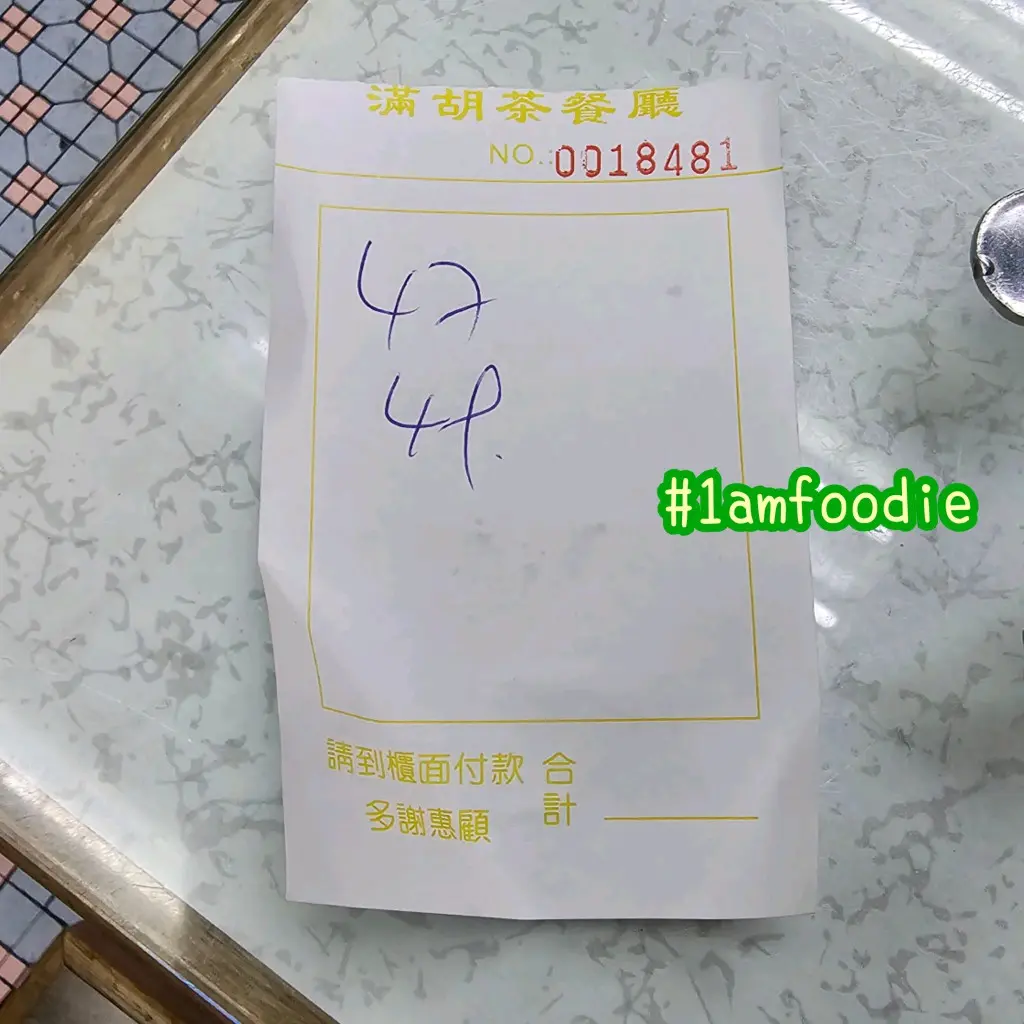 滿胡茶餐廳
NO. 0018481
47
49.
#1amfoodie
請到櫃面付款 合計
多謝惠顧